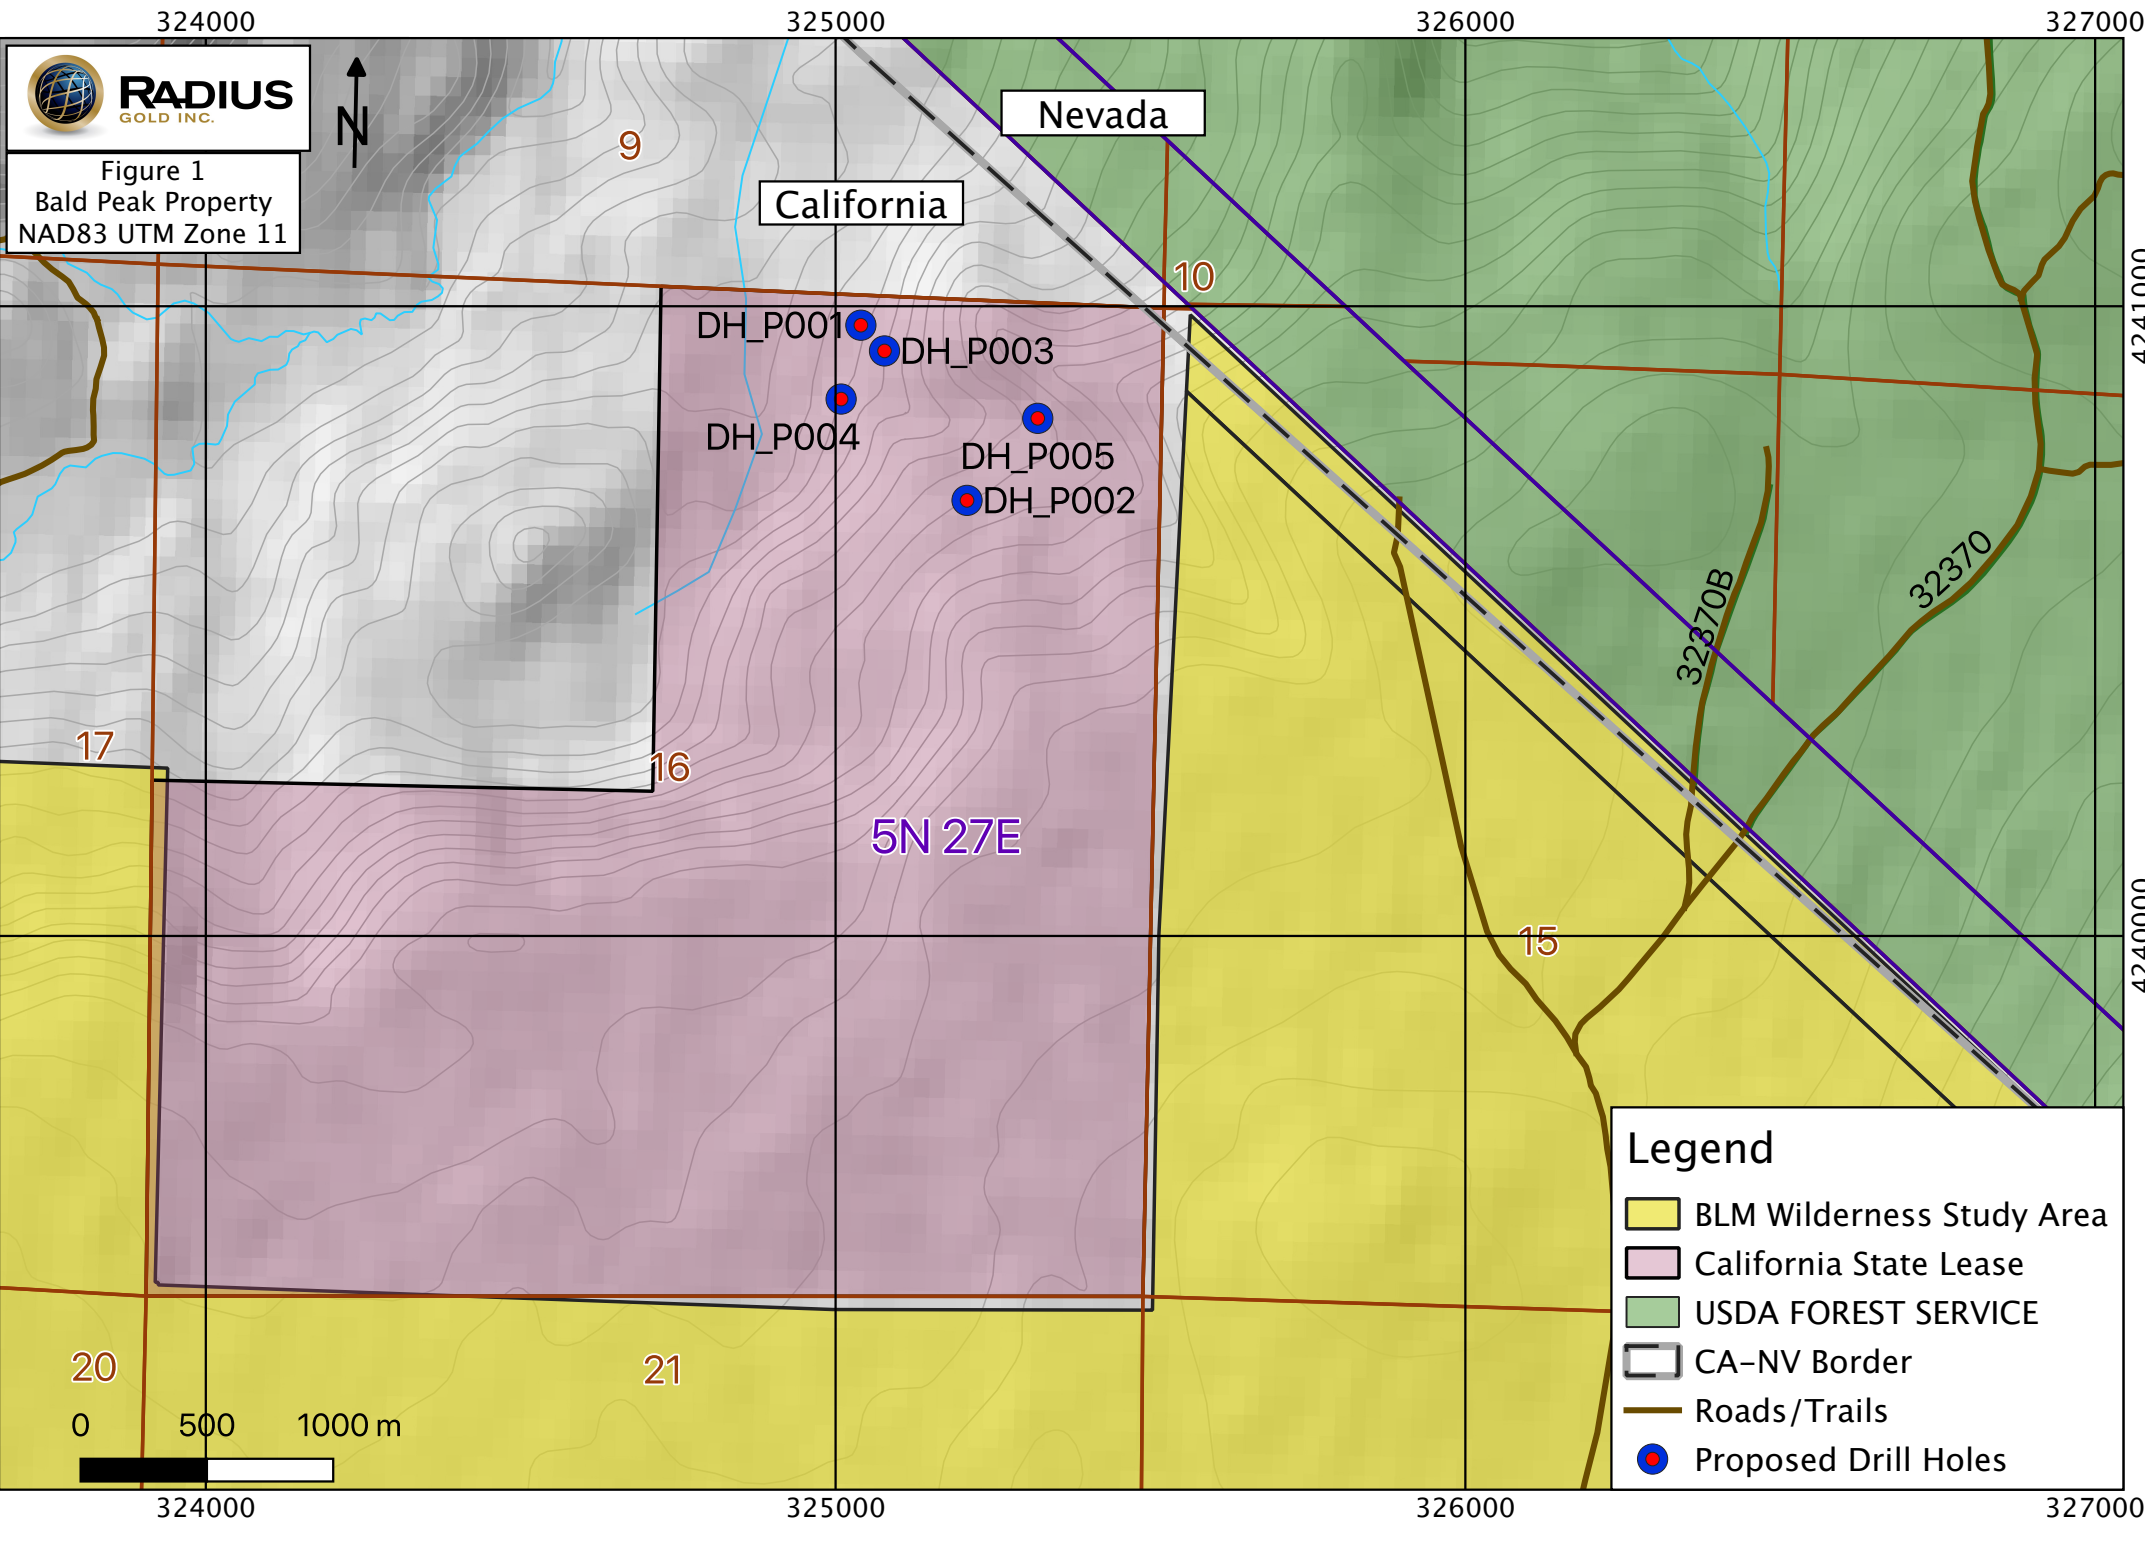 324000
325000
326000
327000
RADIUS
GOLD INC.
N
Figure 1
Bald Peak Property
NAD83 UTM Zone 11
9
Nevada
California
10
4241000
DH_P001
DH_P003
DH_P004
DH_P005
DH_P002
32370B
32370
17
16
5N 27E
15
4240000
20
21
0 500 1000 m
Legend
BLM Wilderness Study Area
California State Lease
USDA FOREST SERVICE
CA-NV Border
Roads/Trails
Proposed Drill Holes
324000
325000
326000
327000